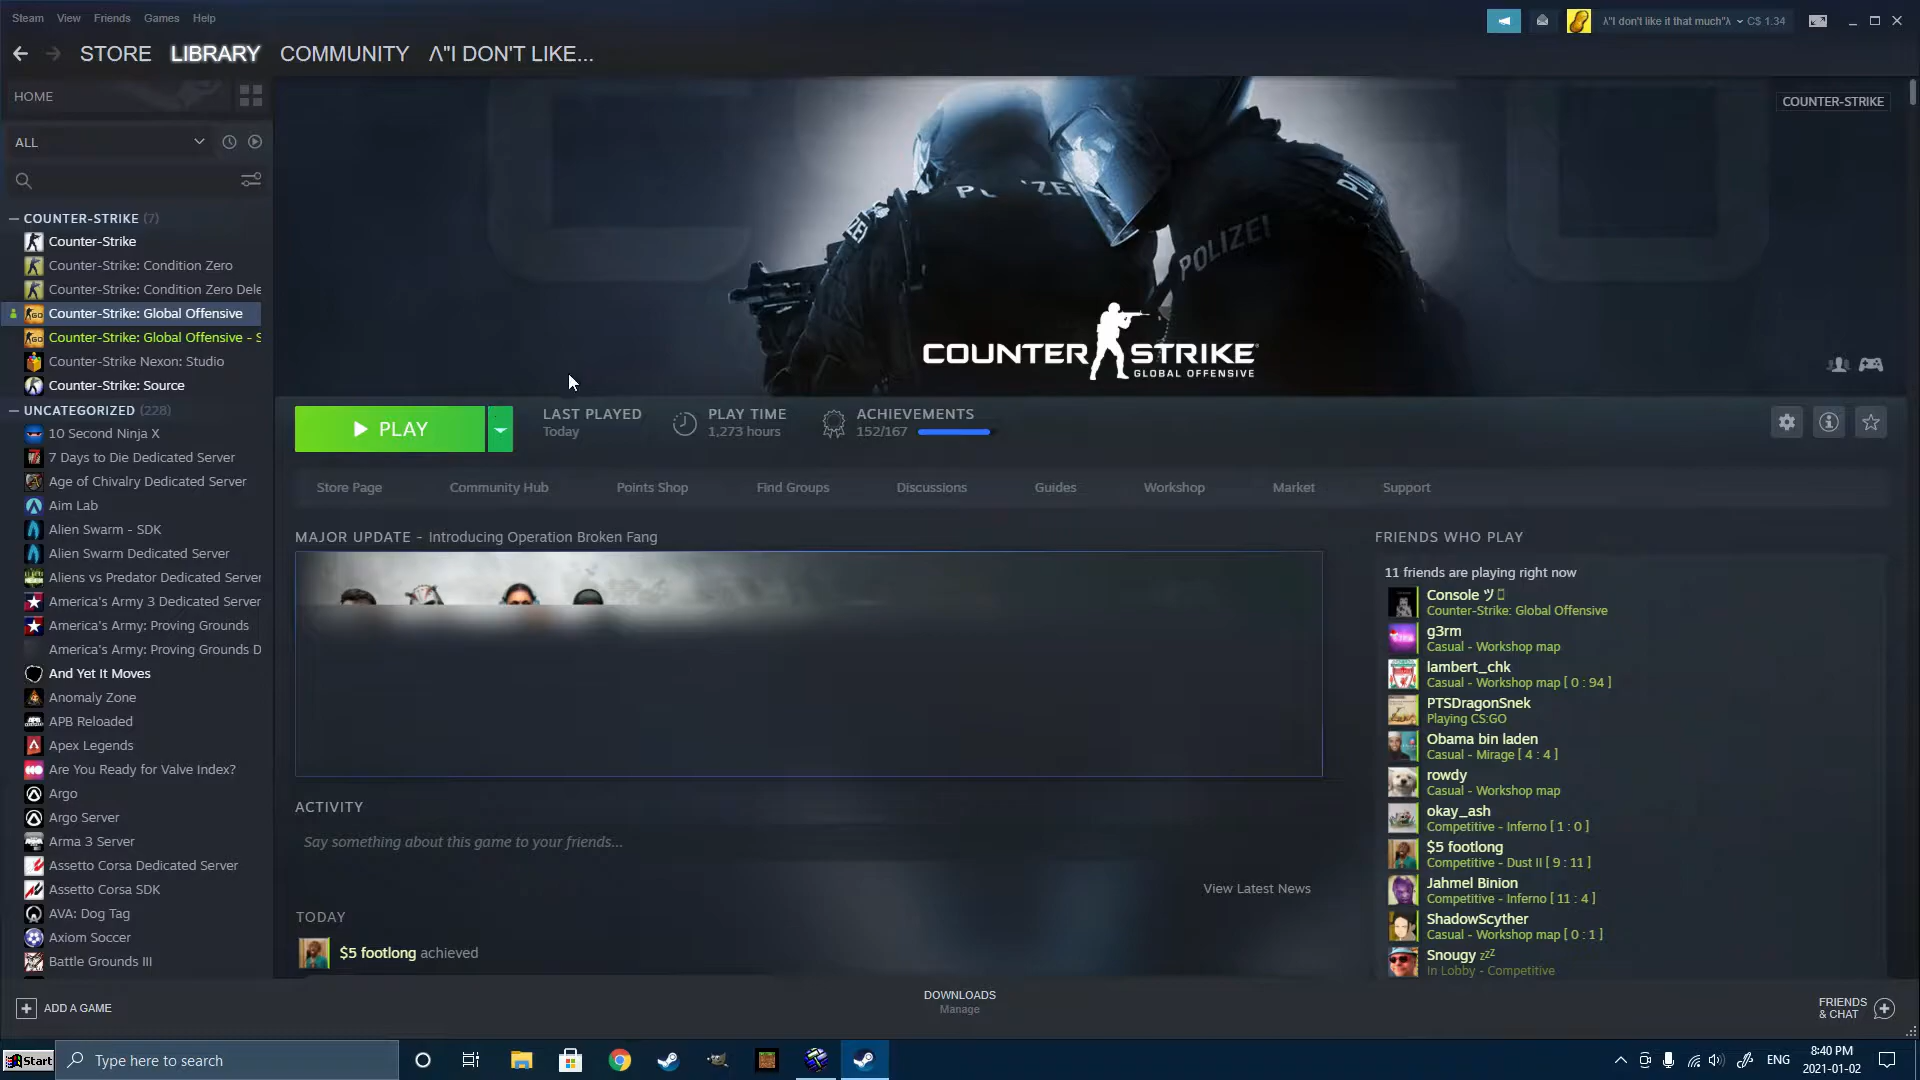 Steam View Friends Games Help
Λ"I don't like it that much"Λ C$ 1.34
STORE LIBRARY COMMUNITY Λ"I DON'T LIKE...
HOME
COUNTER-STRIKE
ALL
COUNTER-STRIKE (7)
Counter-Strike
Counter-Strike: Condition Zero
Counter-Strike: Condition Zero Dele
Counter-Strike: Global Offensive
Counter-Strike: Global Offensive - S
Counter-Strike Nexon: Studio
Counter-Strike: Source
UNCATEGORIZED (228)
10 Second Ninja X
7 Days to Die Dedicated Server
Age of Chivalry Dedicated Server
Aim Lab
Alien Swarm - SDK
Alien Swarm Dedicated Server
Aliens vs Predator Dedicated Server
America's Army 3 Dedicated Server
America's Army: Proving Grounds
America's Army: Proving Grounds D
And Yet It Moves
Anomaly Zone
APB Reloaded
Apex Legends
Are You Ready for Valve Index?
Argo
Argo Server
Arma 3 Server
Assetto Corsa Dedicated Server
Assetto Corsa SDK
AVA: Dog Tag
Axiom Soccer
Battle Grounds III
POLIZEI
COUNTER STRIKE
GLOBAL OFFENSIVE
PLAY
LAST PLAYED
Today
PLAY TIME
1,273 hours
ACHIEVEMENTS
152/167
Store Page Community Hub Points Shop Find Groups Discussions Guides Workshop Market Support
MAJOR UPDATE - Introducing Operation Broken Fang
ACTIVITY
Say something about this game to your friends...
View Latest News
TODAY
$5 footlong achieved
FRIENDS WHO PLAY
11 friends are playing right now
Console ツ
Counter-Strike: Global Offensive
g3rm
Casual - Workshop map
lambert_chk
Casual - Workshop map [ 0 : 94 ]
PTSDragonSnek
Playing CS:GO
Obama bin laden
Casual - Mirage [ 4 : 4 ]
rowdy
Casual - Workshop map
okay_ash
Competitive - Inferno [ 1 : 0 ]
$5 footlong
Competitive - Dust II [ 9 : 11 ]
Jahmel Binion
Competitive - Inferno [ 11 : 4 ]
ShadowScyther
Casual - Workshop map [ 0 : 1 ]
Snougy zzz
In Lobby - Competitive
ADD A GAME
DOWNLOADS
Manage
FRIENDS
& CHAT
Start
Type here to search
ENG
8:40 PM
2021-01-02